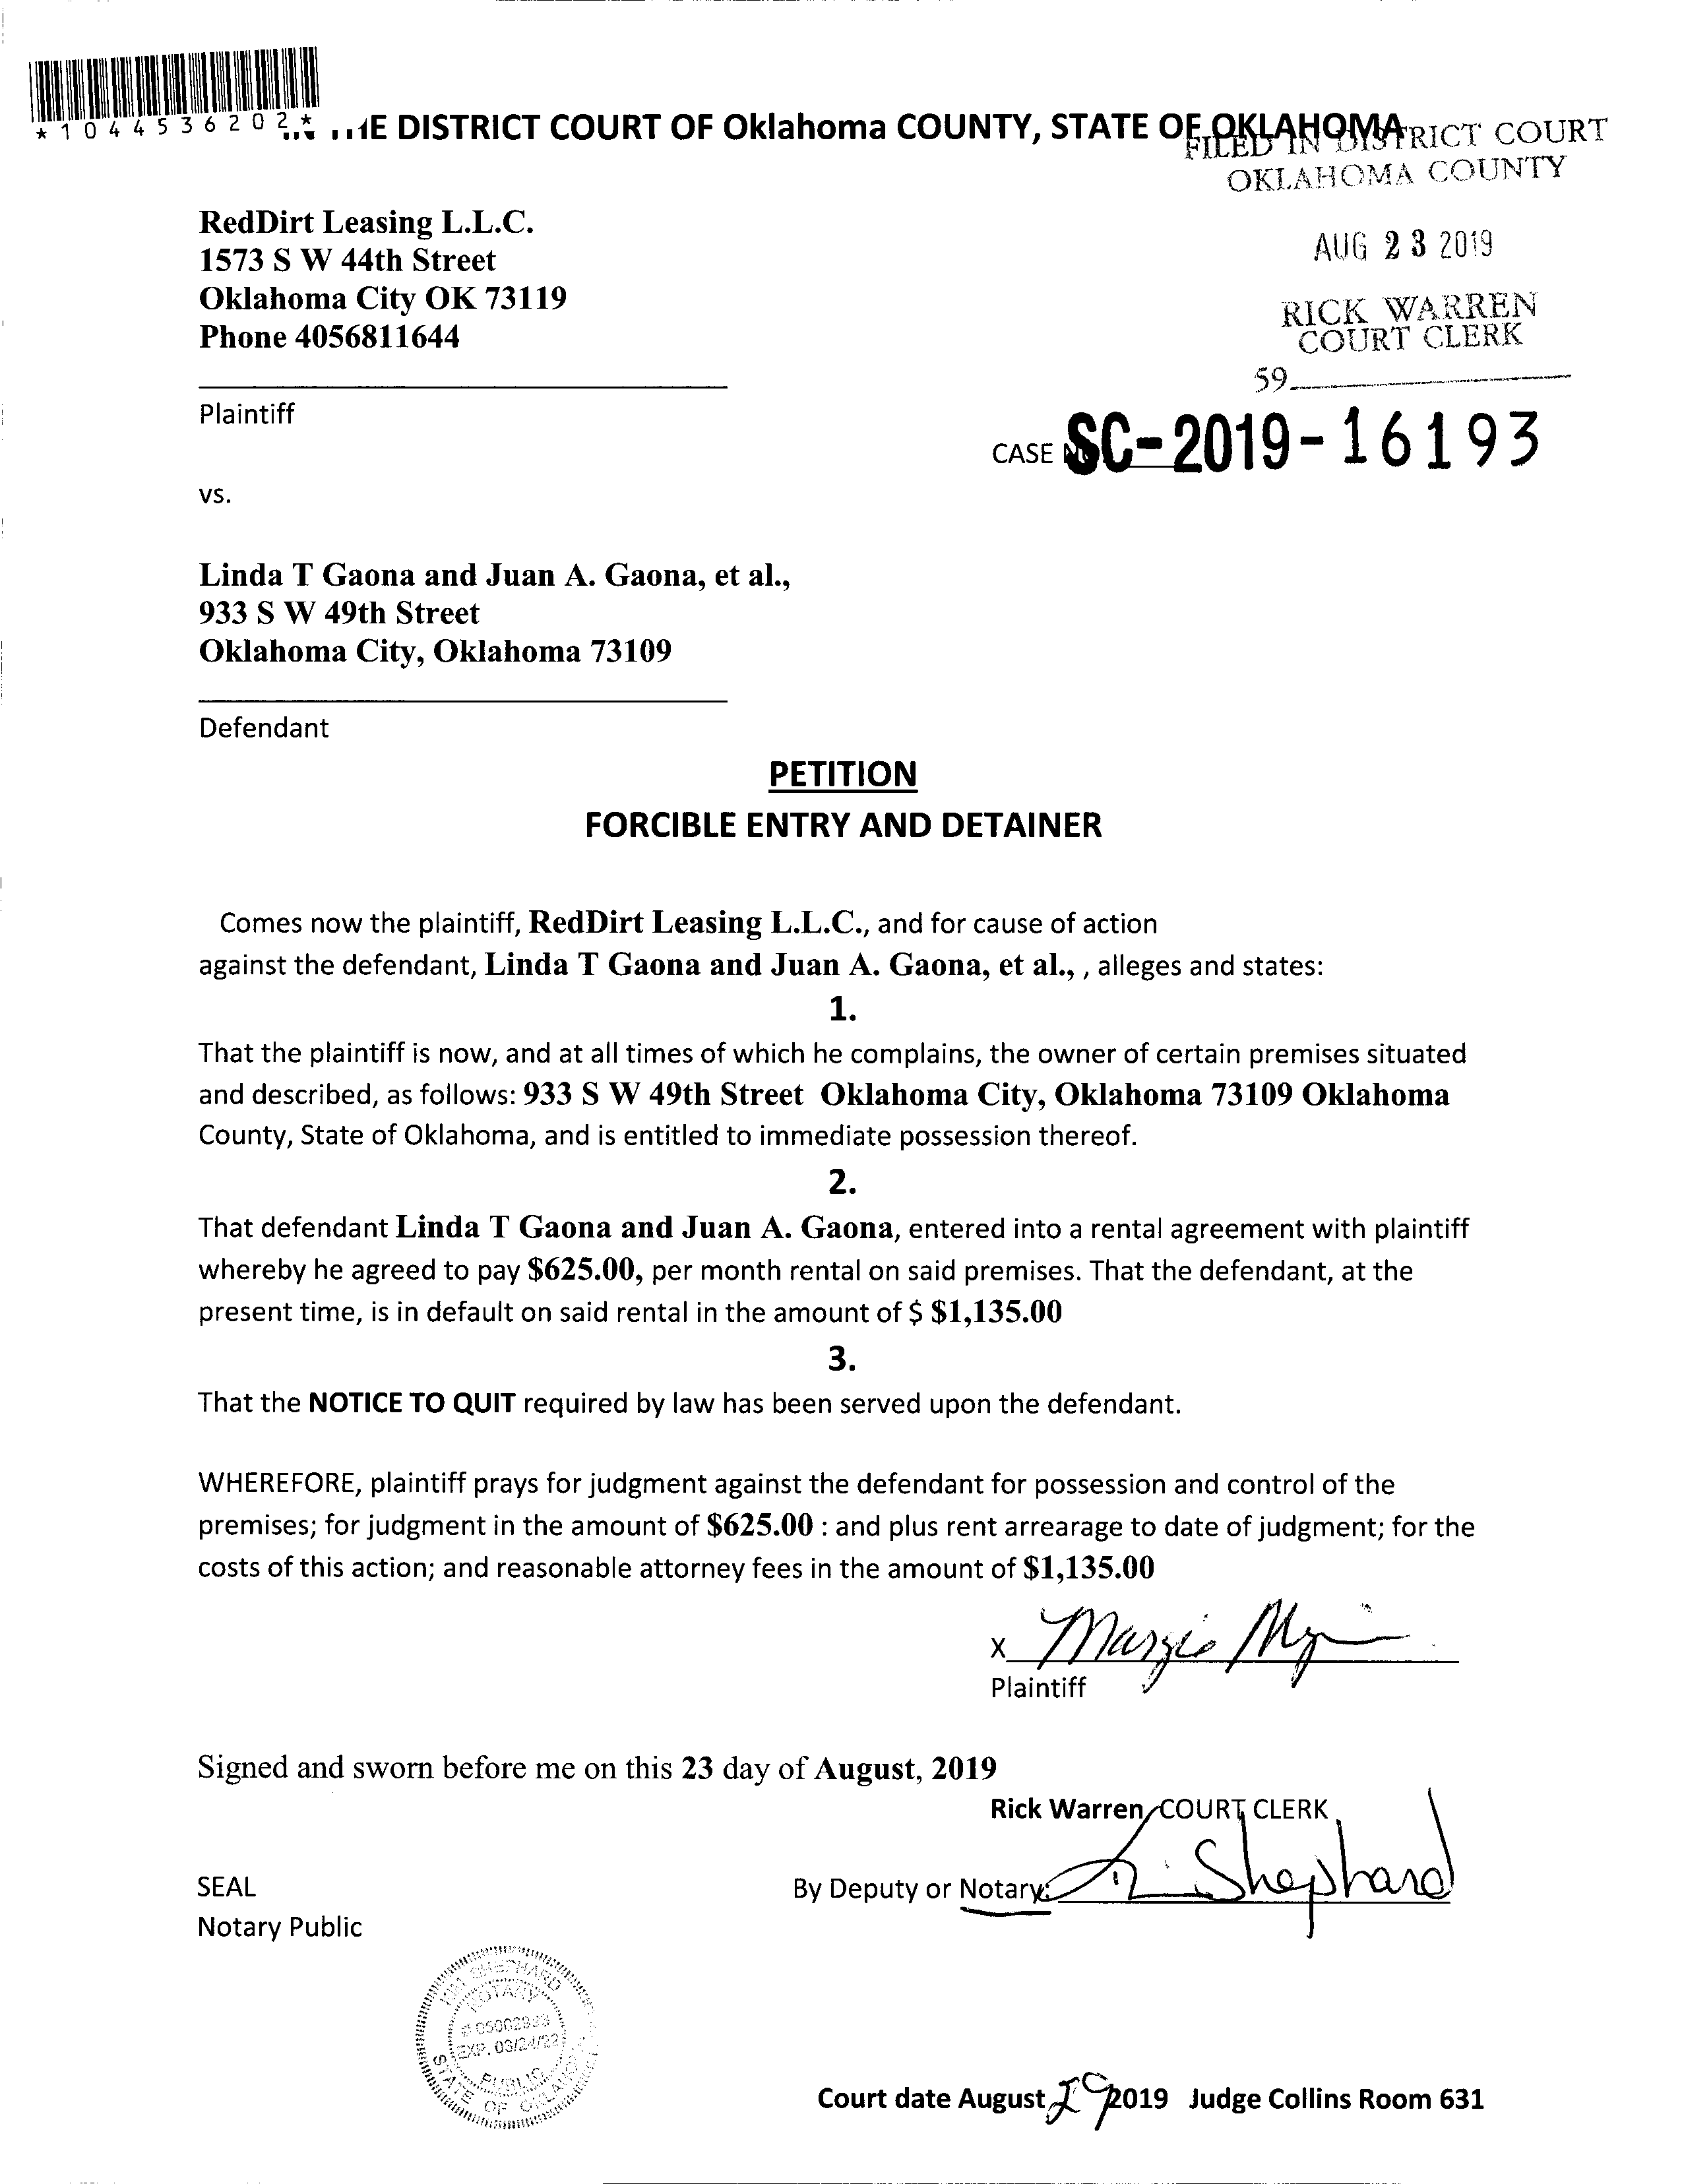 *1044536202*
DISTRICT COURT OF Oklahoma COUNTY, STATE OF OKLAHOMA
FILED IN DISTRICT COURT
OKLAHOMA COUNTY
AUG 23 2019
RICK WARREN
COURT CLERK
59
RedDirt Leasing L.L.C.
1573 S W 44th Street
Oklahoma City OK 73119
Phone 4056811644
Plaintiff
CASE SC-2019-16193
vs.
Linda T Gaona and Juan A. Gaona, et al.,
933 S W 49th Street
Oklahoma City, Oklahoma 73109
Defendant
PETITION
FORCIBLE ENTRY AND DETAINER
Comes now the plaintiff, RedDirt Leasing L.L.C., and for cause of action
against the defendant, Linda T Gaona and Juan A. Gaona, et al., , alleges and states:
1.
That the plaintiff is now, and at all times of which he complains, the owner of certain premises situated
and described, as follows: 933 S W 49th Street Oklahoma City, Oklahoma 73109 Oklahoma
County, State of Oklahoma, and is entitled to immediate possession thereof.
2.
That defendant Linda T Gaona and Juan A. Gaona, entered into a rental agreement with plaintiff
whereby he agreed to pay $625.00, per month rental on said premises. That the defendant, at the
present time, is in default on said rental in the amount of $ $1,135.00
3.
That the NOTICE TO QUIT required by law has been served upon the defendant.
WHEREFORE, plaintiff prays for judgment against the defendant for possession and control of the
premises; for judgment in the amount of $625.00 : and plus rent arrearage to date of judgment; for the
costs of this action; and reasonable attorney fees in the amount of $1,135.00
X Margie
Plaintiff
Signed and sworn before me on this 23 day of August, 2019
Rick Warren, COURT CLERK
SEAL
By Deputy or Notary: Shephard
Notary Public
KIM SHEPHARD
NOTARY
EXP. 03/24/22
PUBLIC
STATE OF OKLAHOMA
Court date August 29 2019 Judge Collins Room 631